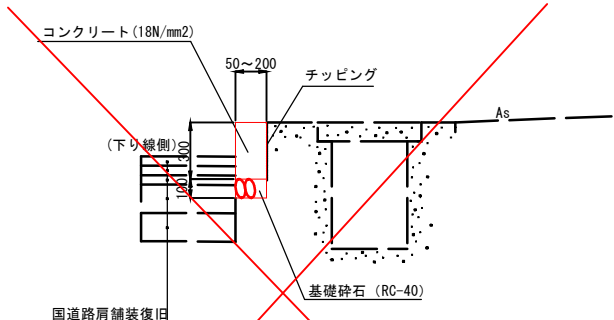 コンクリート(18N/mm2)
50～200
チッピング
As
(下り線側)
300
100
基礎砕石 (RC-40)
国道路肩舗装復旧